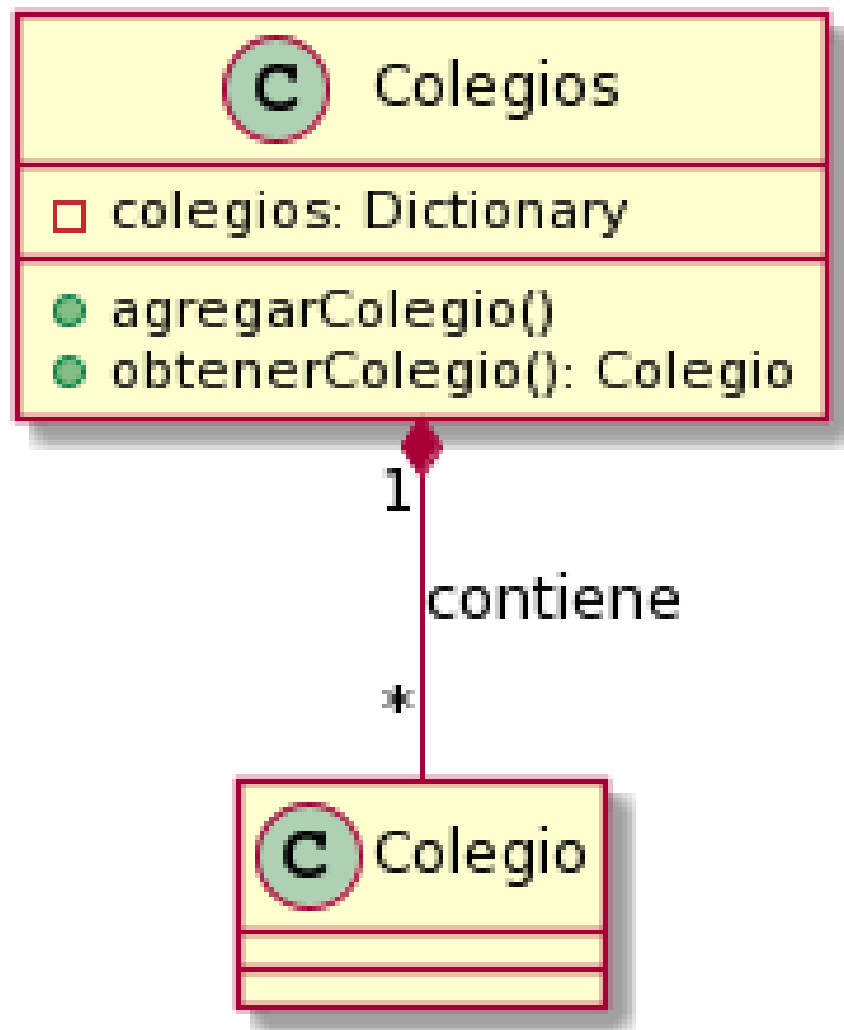 C Colegios
colegios: Dictionary
agregarColegio()
obtenerColegio(): Colegio
1
contiene
*
C Colegio